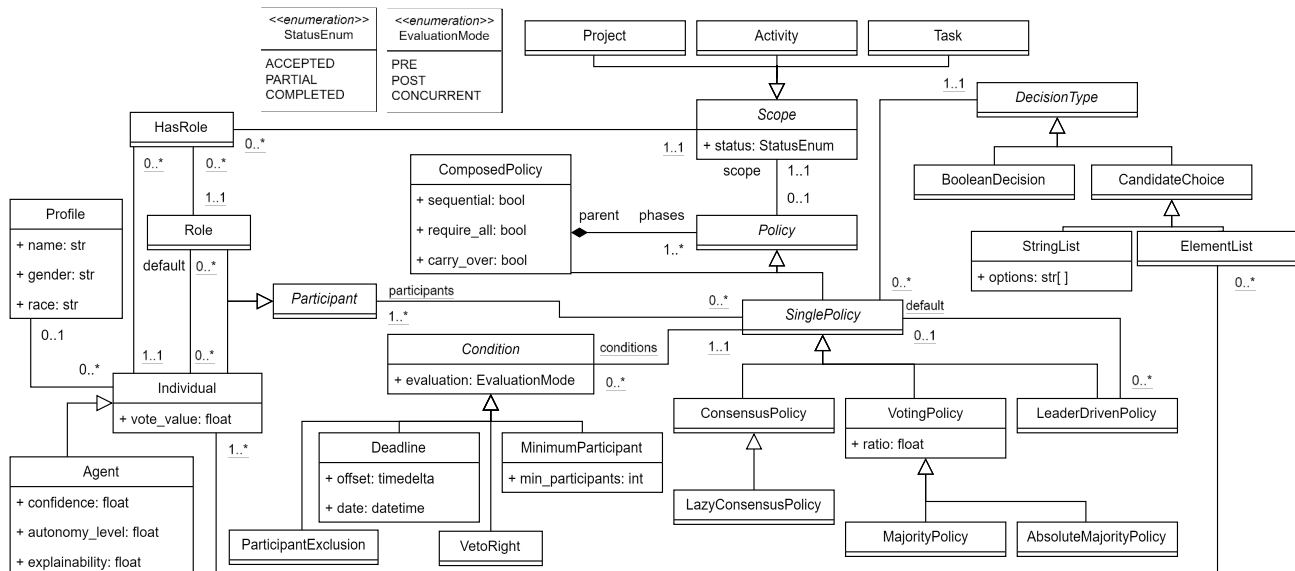 <<enumeration>>
StatusEnum
ACCEPTED
PARTIAL
COMPLETED
<<enumeration>>
EvaluationMode
PRE
POST
CONCURRENT
Project
Activity
Task
DecisionType
1..1
HasRole
0..*
Scope
+ status: StatusEnum
1..1
scope
1..1
0..1
0..*
0..*
1..1
ComposedPolicy
+ sequential: bool
+ require_all: bool
+ carry_over: bool
parent
phases
1..*
Policy
BooleanDecision
CandidateChoice
StringList
+ options: str[ ]
ElementList
0..*
Profile
+ name: str
+ gender: str
+ race: str
0..1
0..*
Role
default
0..*
Participant
participants
1..*
0..*
SinglePolicy
0..*
default
0..1
1..1
Condition
+ evaluation: EvaluationMode
conditions
0..*
1..1
0..*
Individual
+ vote_value: float
1..*
ConsensusPolicy
VotingPolicy
+ ratio: float
LeaderDrivenPolicy
0..*
Agent
+ confidence: float
+ autonomy_level: float
+ explainability: float
Deadline
+ offset: timedelta
+ date: datetime
MinimumParticipant
+ min_participants: int
LazyConsensusPolicy
ParticipantExclusion
VetoRight
MajorityPolicy
AbsoluteMajorityPolicy